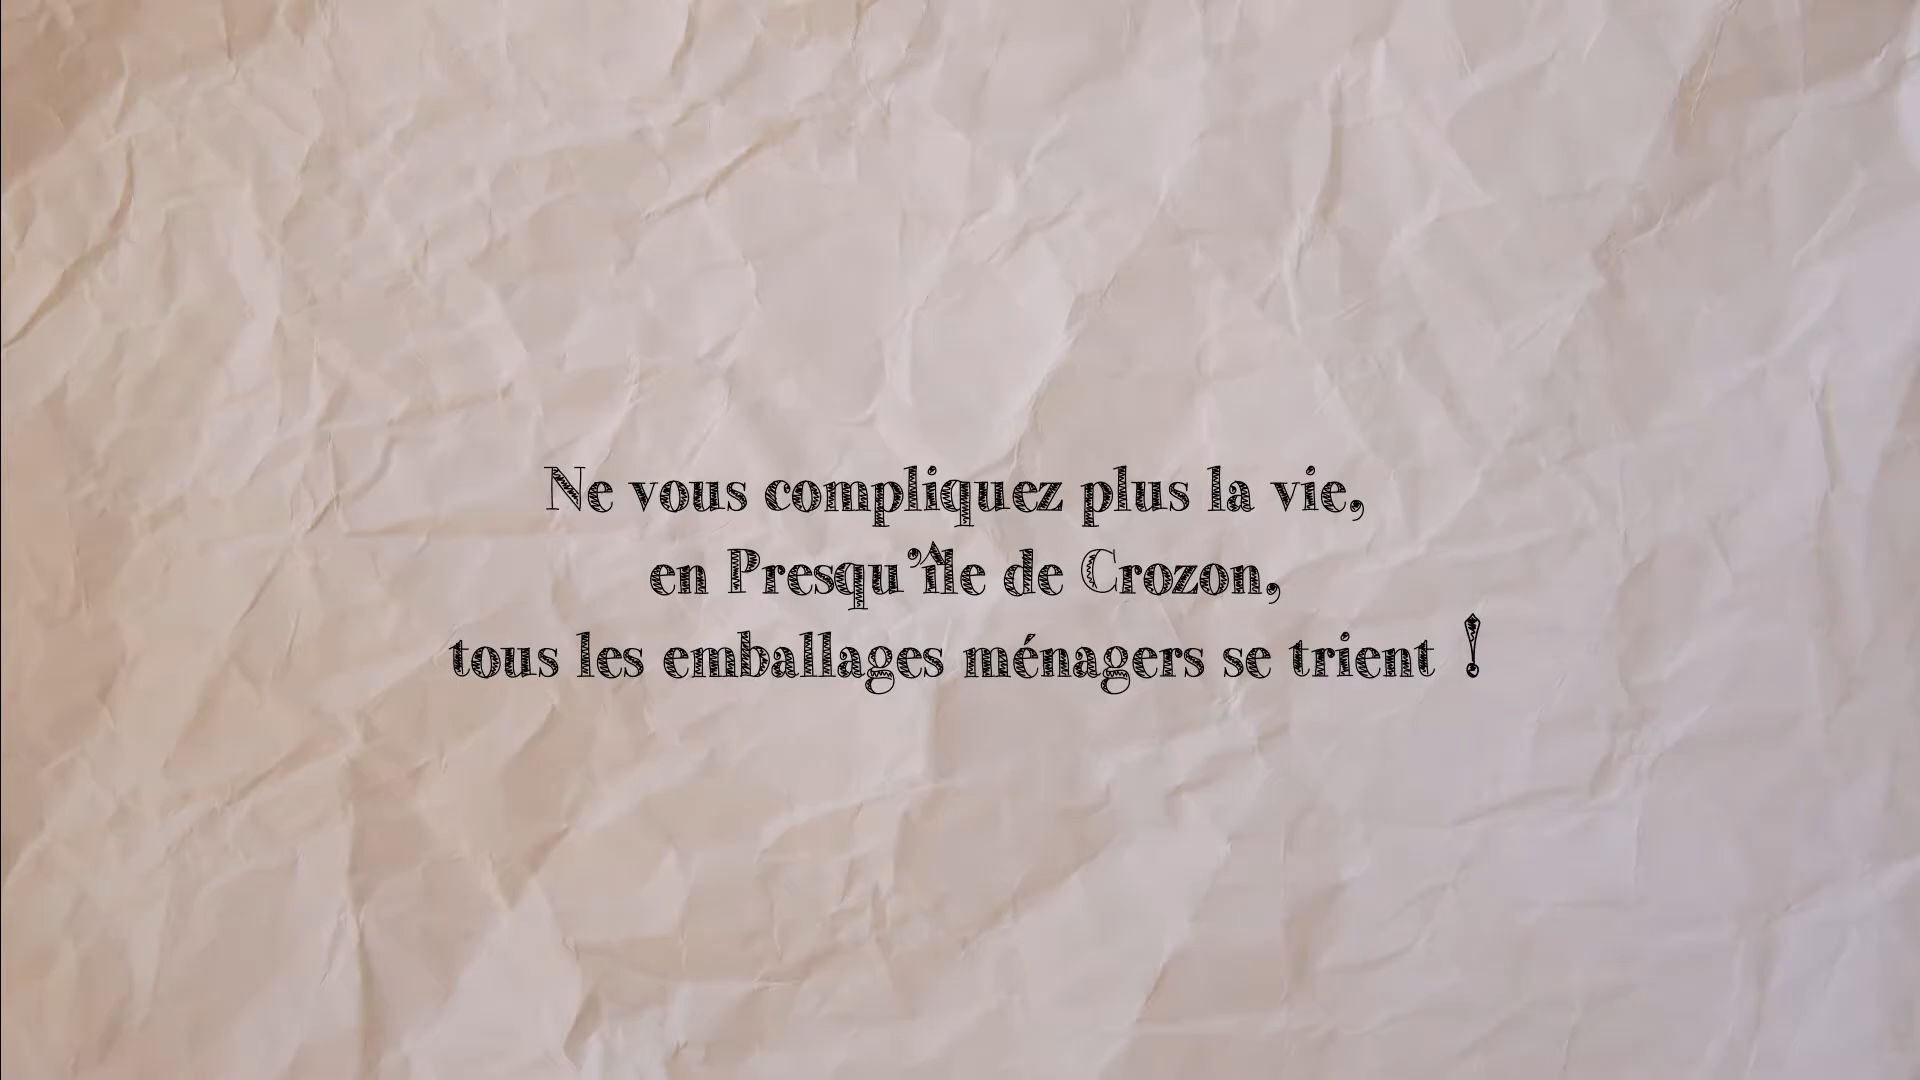 Ne vous compliquez plus la vie,
en Presqu’île de Crozon,
tous les emballages ménagers se trient !